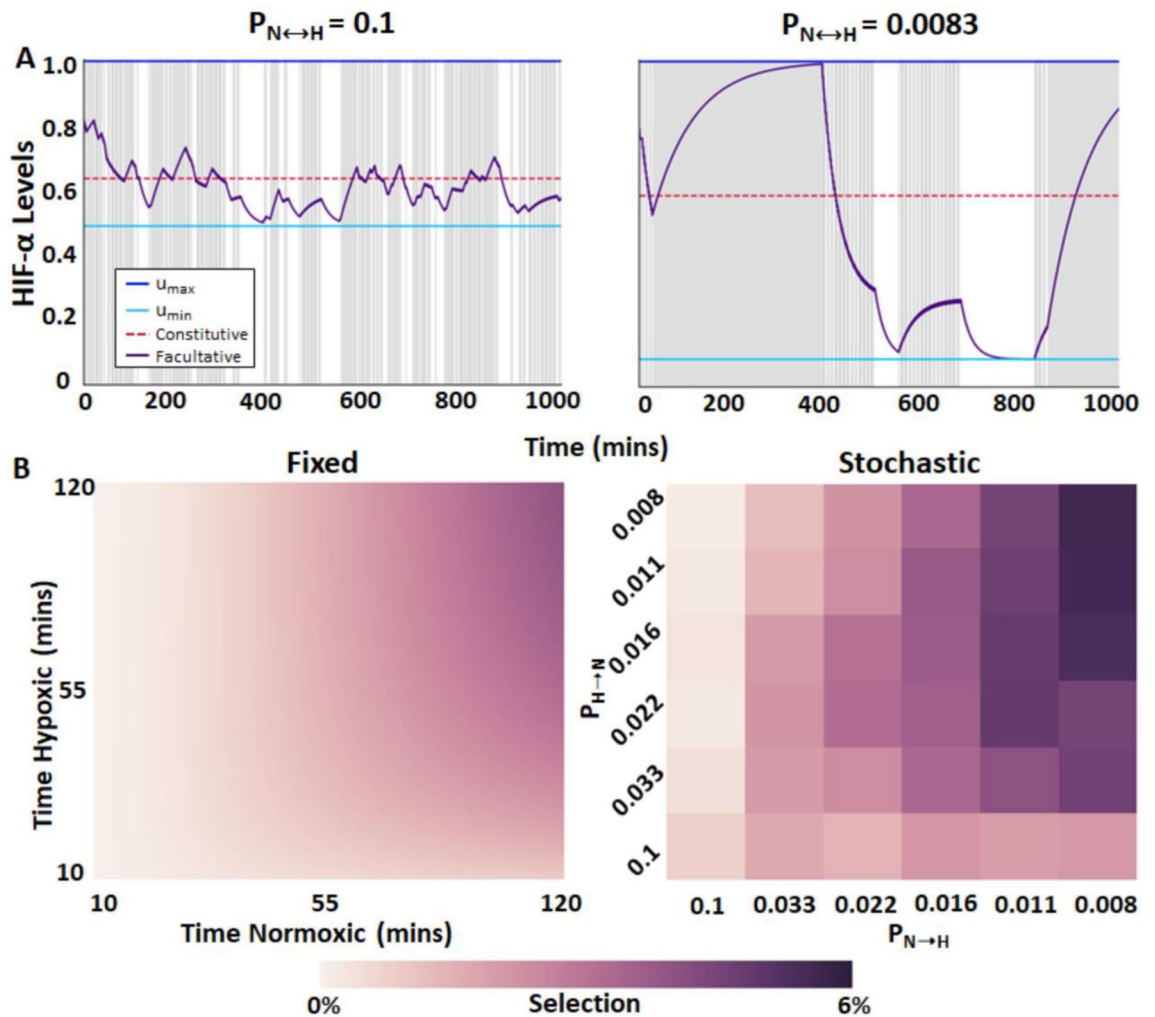 P_N↔H = 0.1
P_N↔H = 0.0083
A
1.0
0.8
0.6
0.4
0.2
0
HIF-α Levels
u_max
u_min
Constitutive
Facultative
0 200 400 600 800 1000
0 200 400 600 800 1000
Time (mins)
B
Fixed
Stochastic
120
55
10
Time Hypoxic (mins)
10 55 120
Time Normoxic (mins)
0.008
0.011
0.016
0.022
0.033
0.1
P_H→N
0.1 0.033 0.022 0.016 0.011 0.008
P_N→H
0% Selection 6%